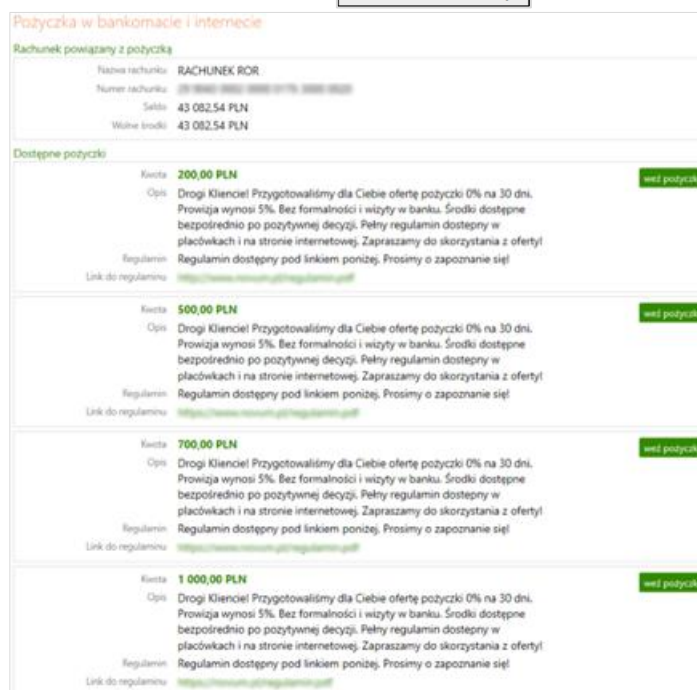 Pożyczka w bankomacie i internecie
Rachunek powiązany z pożyczką
Nazwa rachunku RACHUNEK ROR
Numer rachunku
Saldo 43 082,54 PLN
Wolne środki 43 082,54 PLN
Dostępne pożyczki
Kwota 200,00 PLN weź pożyczk
Opis Drogi Kliencie! Przygotowaliśmy dla Ciebie ofertę pożyczki 0% na 30 dni.
Prowizja wynosi 5%. Bez formalności i wizyty w banku. Środki dostępne
bezpośrednio po pozytywnej decyzji. Pełny regulamin dostepny w
placówkach i na stronie internetowej. Zapraszamy do skorzystania z oferty!
Regulamin Regulamin dostępny pod linkiem poniżej. Prosimy o zapoznanie się!
Link do regulaminu
Kwota 500,00 PLN weź pożyczk
Opis Drogi Kliencie! Przygotowaliśmy dla Ciebie ofertę pożyczki 0% na 30 dni.
Prowizja wynosi 5%. Bez formalności i wizyty w banku. Środki dostępne
bezpośrednio po pozytywnej decyzji. Pełny regulamin dostepny w
placówkach i na stronie internetowej. Zapraszamy do skorzystania z oferty!
Regulamin Regulamin dostępny pod linkiem poniżej. Prosimy o zapoznanie się!
Link do regulaminu
Kwota 700,00 PLN weź pożyczk
Opis Drogi Kliencie! Przygotowaliśmy dla Ciebie ofertę pożyczki 0% na 30 dni.
Prowizja wynosi 5%. Bez formalności i wizyty w banku. Środki dostępne
bezpośrednio po pozytywnej decyzji. Pełny regulamin dostepny w
placówkach i na stronie internetowej. Zapraszamy do skorzystania z oferty!
Regulamin Regulamin dostępny pod linkiem poniżej. Prosimy o zapoznanie się!
Link do regulaminu
Kwota 1 000,00 PLN weź pożyczk
Opis Drogi Kliencie! Przygotowaliśmy dla Ciebie ofertę pożyczki 0% na 30 dni.
Prowizja wynosi 5%. Bez formalności i wizyty w banku. Środki dostępne
bezpośrednio po pozytywnej decyzji. Pełny regulamin dostepny w
placówkach i na stronie internetowej. Zapraszamy do skorzystania z oferty!
Regulamin Regulamin dostępny pod linkiem poniżej. Prosimy o zapoznanie się!
Link do regulaminu